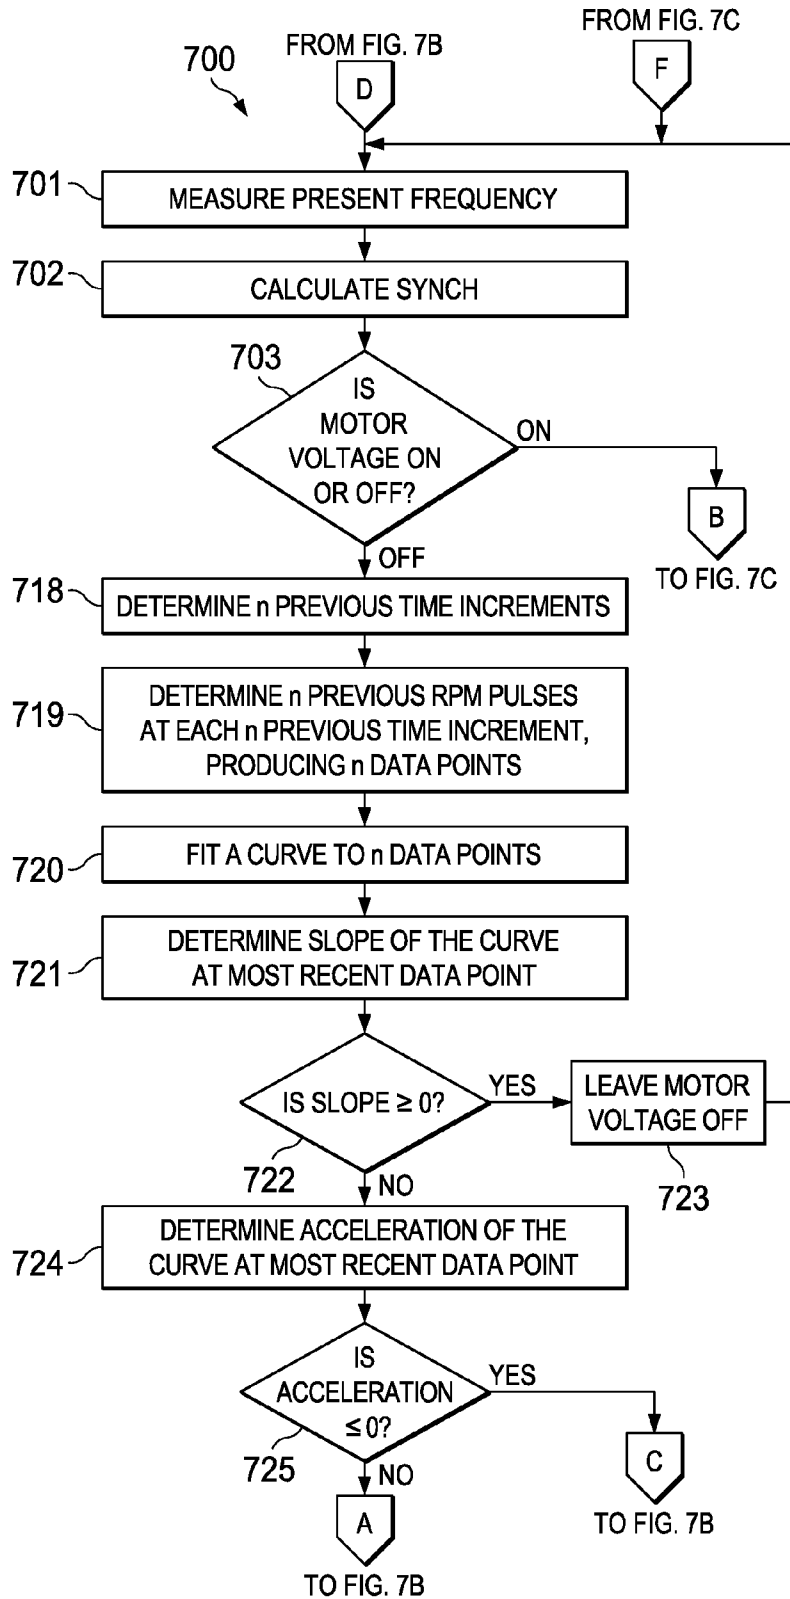 FROM FIG. 7B
FROM FIG. 7C
700
D
F
701
MEASURE PRESENT FREQUENCY
702
CALCULATE SYNCH
703
IS
MOTOR
VOLTAGE ON
OR OFF?
ON
B
TO FIG. 7C
OFF
718
DETERMINE n PREVIOUS TIME INCREMENTS
719
DETERMINE n PREVIOUS RPM PULSES
AT EACH n PREVIOUS TIME INCREMENT,
PRODUCING n DATA POINTS
720
FIT A CURVE TO n DATA POINTS
721
DETERMINE SLOPE OF THE CURVE
AT MOST RECENT DATA POINT
IS SLOPE ≥ 0?
YES
LEAVE MOTOR
VOLTAGE OFF
722
NO
723
724
DETERMINE ACCELERATION OF THE
CURVE AT MOST RECENT DATA POINT
IS
ACCELERATION
≤ 0?
YES
725
NO
C
TO FIG. 7B
A
TO FIG. 7B